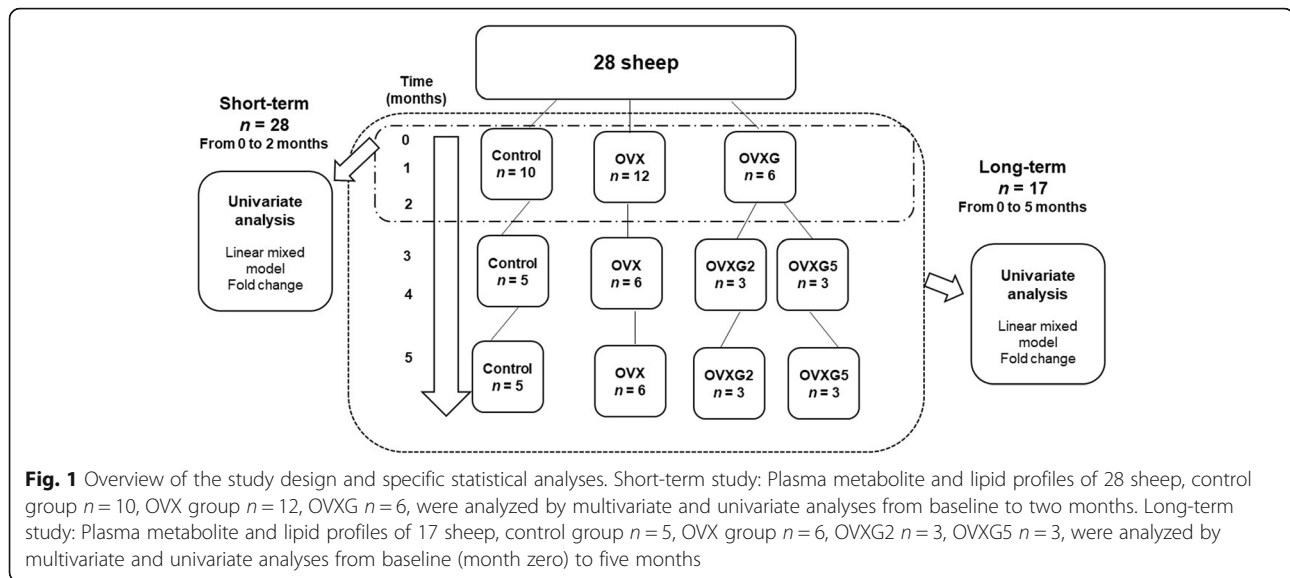 28 sheep
Time
(months)
Short-term
n = 28
From 0 to 2 months
Univariate
analysis
Linear mixed
model
Fold change
0
1
2
3
4
5
Control
n = 10
OVX
n = 12
OVXG
n = 6
Control
n = 5
OVX
n = 6
OVXG2
n = 3
OVXG5
n = 3
Control
n = 5
OVX
n = 6
OVXG2
n = 3
OVXG5
n = 3
Long-term
n = 17
From 0 to 5 months
Univariate
analysis
Linear mixed
model
Fold change
Fig. 1 Overview of the study design and specific statistical analyses. Short-term study: Plasma metabolite and lipid profiles of 28 sheep, control
group n = 10, OVX group n = 12, OVXG n = 6, were analyzed by multivariate and univariate analyses from baseline to two months. Long-term
study: Plasma metabolite and lipid profiles of 17 sheep, control group n = 5, OVX group n = 6, OVXG2 n = 3, OVXG5 n = 3, were analyzed by
multivariate and univariate analyses from baseline (month zero) to five months